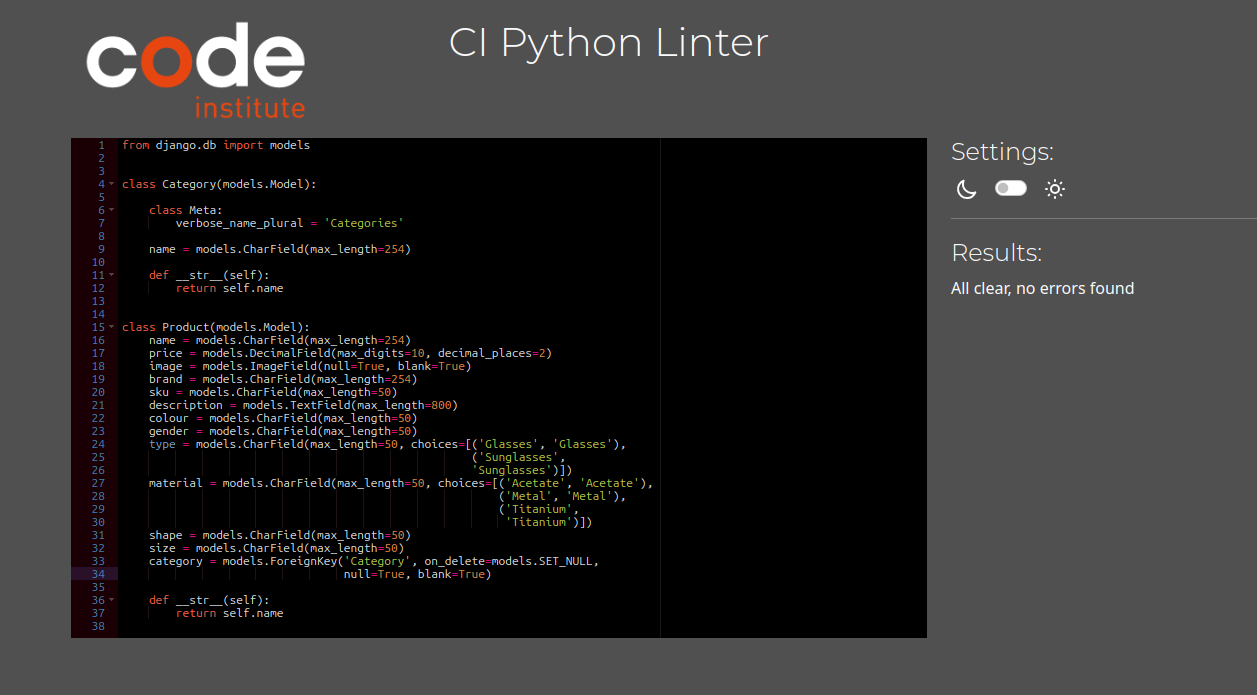 code
institute
CI Python Linter
1 from django.db import models
2
3
4 class Category(models.Model):
5
6     class Meta:
7         verbose_name_plural = 'Categories'
8
9     name = models.CharField(max_length=254)
10
11     def __str__(self):
12         return self.name
13
14
15 class Product(models.Model):
16     name = models.CharField(max_length=254)
17     price = models.DecimalField(max_digits=10, decimal_places=2)
18     image = models.ImageField(null=True, blank=True)
19     brand = models.CharField(max_length=254)
20     sku = models.CharField(max_length=50)
21     description = models.TextField(max_length=800)
22     colour = models.CharField(max_length=50)
23     gender = models.CharField(max_length=50)
24     type = models.CharField(max_length=50, choices=[('Glasses', 'Glasses'),
25                                                     ('Sunglasses',
26                                                     'Sunglasses')])
27     material = models.CharField(max_length=50, choices=[('Acetate', 'Acetate'),
28                                                         ('Metal', 'Metal'),
29                                                         ('Titanium',
30                                                          'Titanium')])
31     shape = models.CharField(max_length=50)
32     size = models.CharField(max_length=50)
33     category = models.ForeignKey('Category', on_delete=models.SET_NULL,
34                                  null=True, blank=True)
35
36     def __str__(self):
37         return self.name
38
Settings:
Results:
All clear, no errors found